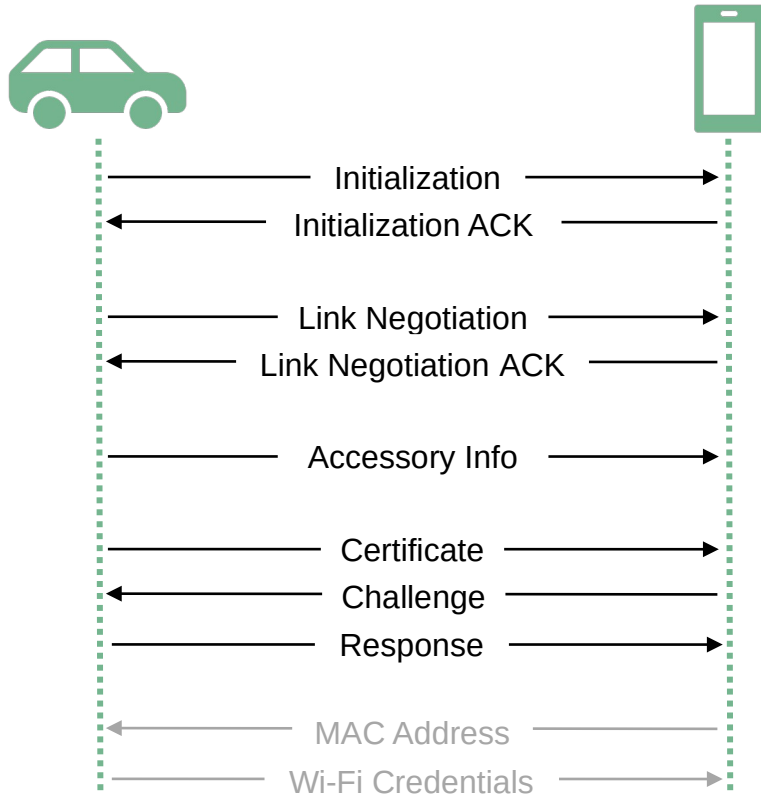 Initialization
Initialization ACK
Link Negotiation
Link Negotiation ACK
Accessory Info
Certificate
Challenge
Response
MAC Address
Wi-Fi Credentials